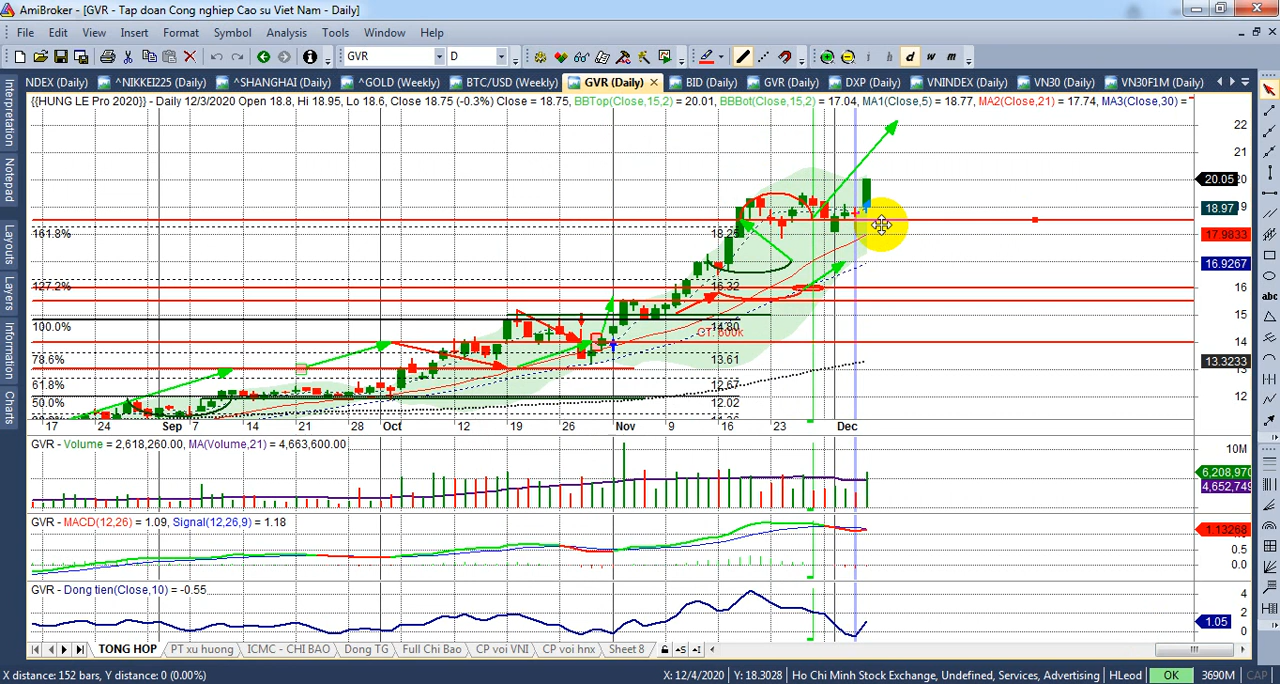 AmiBroker - [GVR - Tap doan Cong nghiep Cao su Viet Nam - Daily]
File Edit View Insert Format Symbol Analysis Tools Window Help
GVR D i h d w m
NDEX (Daily) ^NIKKEI225 (Daily) ^SHANGHAI (Daily) ^GOLD (Weekly) BTC/USD (Weekly) GVR (Daily) BID (Daily) GVR (Daily) DXP (Daily) VNINDEX (Daily) VN30 (Daily) VN30F1M (Daily)
{{HUNG LE Pro 2020}} - Daily 12/3/2020 Open 18.8, Hi 18.95, Lo 18.6, Close 18.75 (-0.3%) Close = 18.75, BBTop(Close,15,2) = 20.01, BBBot(Close,15,2) = 17.04, MA1(Close,5) = 18.77, MA2(Close,21) = 17.74, MA3(Close,30) =
Interpretation
Notepad
Layouts
Layers
Information
Charts
22
21
20.05 20
18.97 19
161.8% 18.25 17.9833
16.9267
127.2% 16.32 16
15
100.0% 14.80
GT: 600k 14
78.6% 13.61 13.3233
13
61.8% 12.67
50.0% 12.02 12
17 24 Sep 7 14 21 28 Oct 12 19 26 Nov 9 16 23 Dec
GVR - Volume = 2,618,260.00, MA(Volume,21) = 4,663,600.00
10M
6,208,970
4,652,749
GVR - MACD(12,26) = 1.09, Signal(12,26,9) = 1.18
1.13268
0.5
0.0
GVR - Dong tien(Close,10) = -0.55
4
2
1.05
0
TONG HOP PT xu huong ICMC - CHI BAO Dong TG Full Chi Bao CP voi VNI CP voi hnx Sheet 8
X distance: 152 bars, Y distance: 0 (0.00%) X: 12/4/2020 Y: 18.3028 Ho Chi Minh Stock Exchange, Undefined, Services, Advertising HLeod OK 3690M CAP
abc